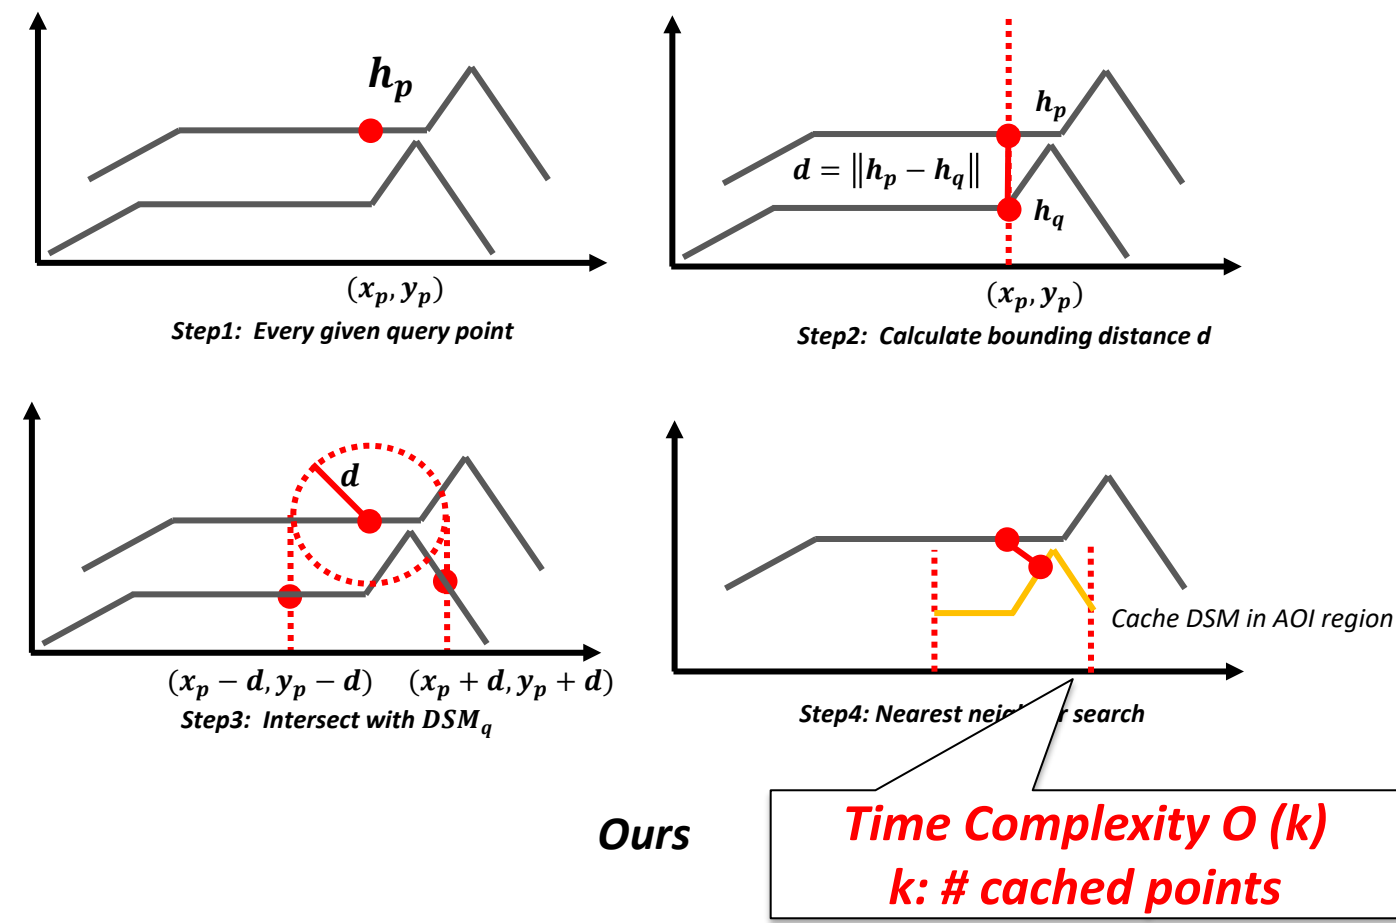 h_p
(x_p, y_p)
Step1: Every given query point
h_p
d = ‖h_p − h_q‖
h_q
(x_p, y_p)
Step2: Calculate bounding distance d
d
(x_p − d, y_p − d) (x_p + d, y_p + d)
Step3: Intersect with DSM_q
Cache DSM in AOI region
Step4: Nearest search
Ours
Time Complexity O (k)
k: # cached points